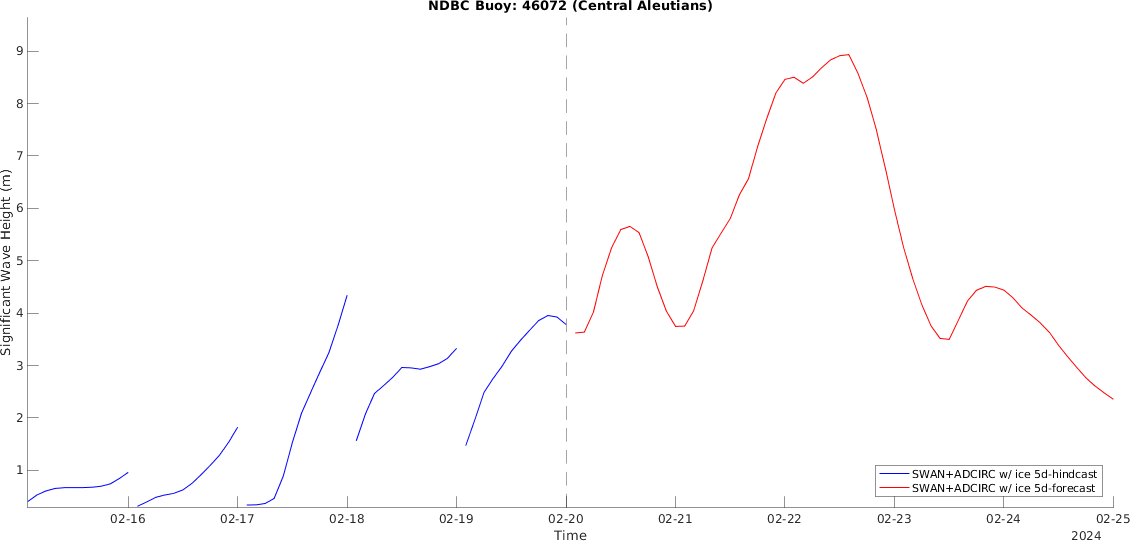 NDBC Buoy: 46072 (Central Aleutians)
Significant Wave Height (m)
9
8
7
6
5
4
3
2
1
SWAN+ADCIRC w/ ice 5d-hindcast
SWAN+ADCIRC w/ ice 5d-forecast
02-16 02-17 02-18 02-19 02-20 02-21 02-22 02-23 02-24 02-25
Time
2024